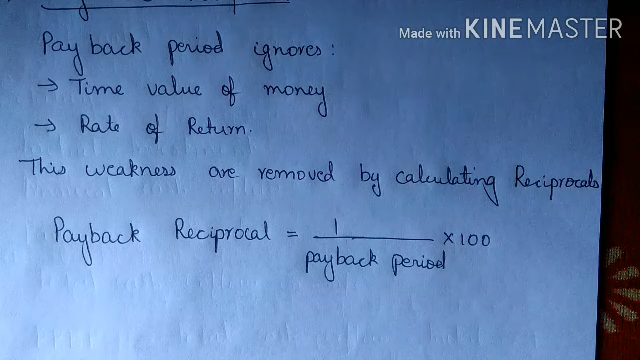 Made with KINEMASTER
Payback period ignores:
→ Time value of money
→ Rate of Return.
This weakness are removed by calculating Reciprocals
Payback Reciprocal = 1 / payback period × 100